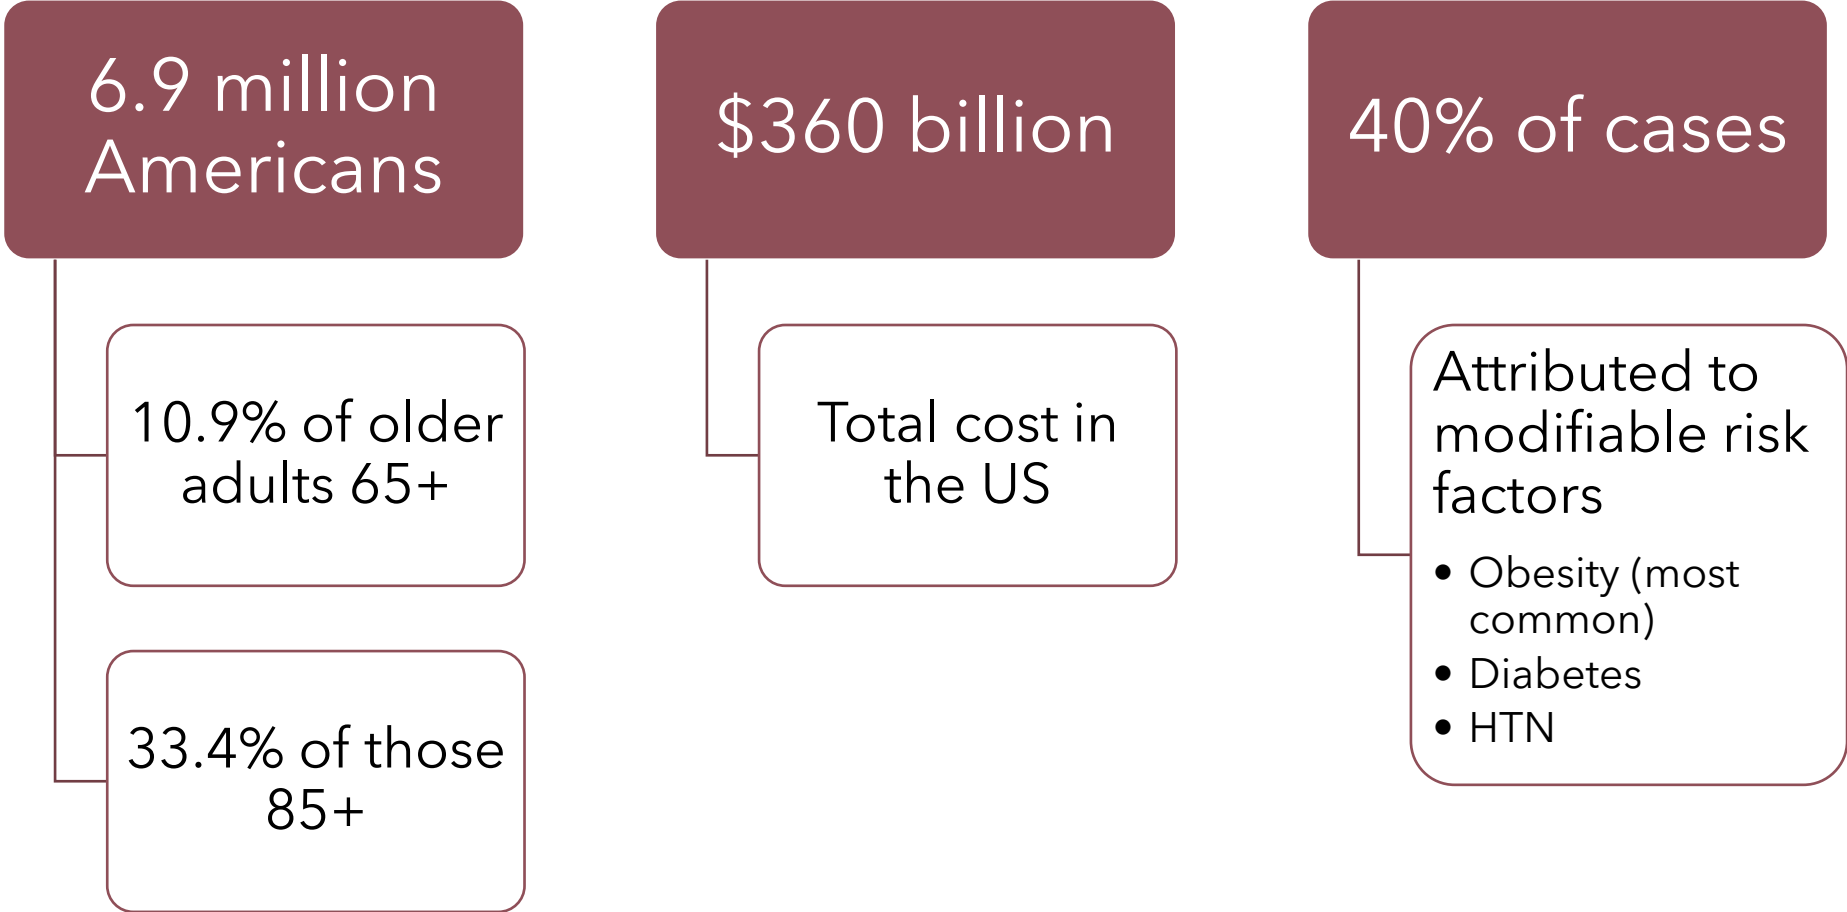 6.9 million
Americans
10.9% of older
adults 65+
33.4% of those
85+
$360 billion
Total cost in
the US
40% of cases
Attributed to
modifiable risk
factors
• Obesity (most
common)
• Diabetes
• HTN